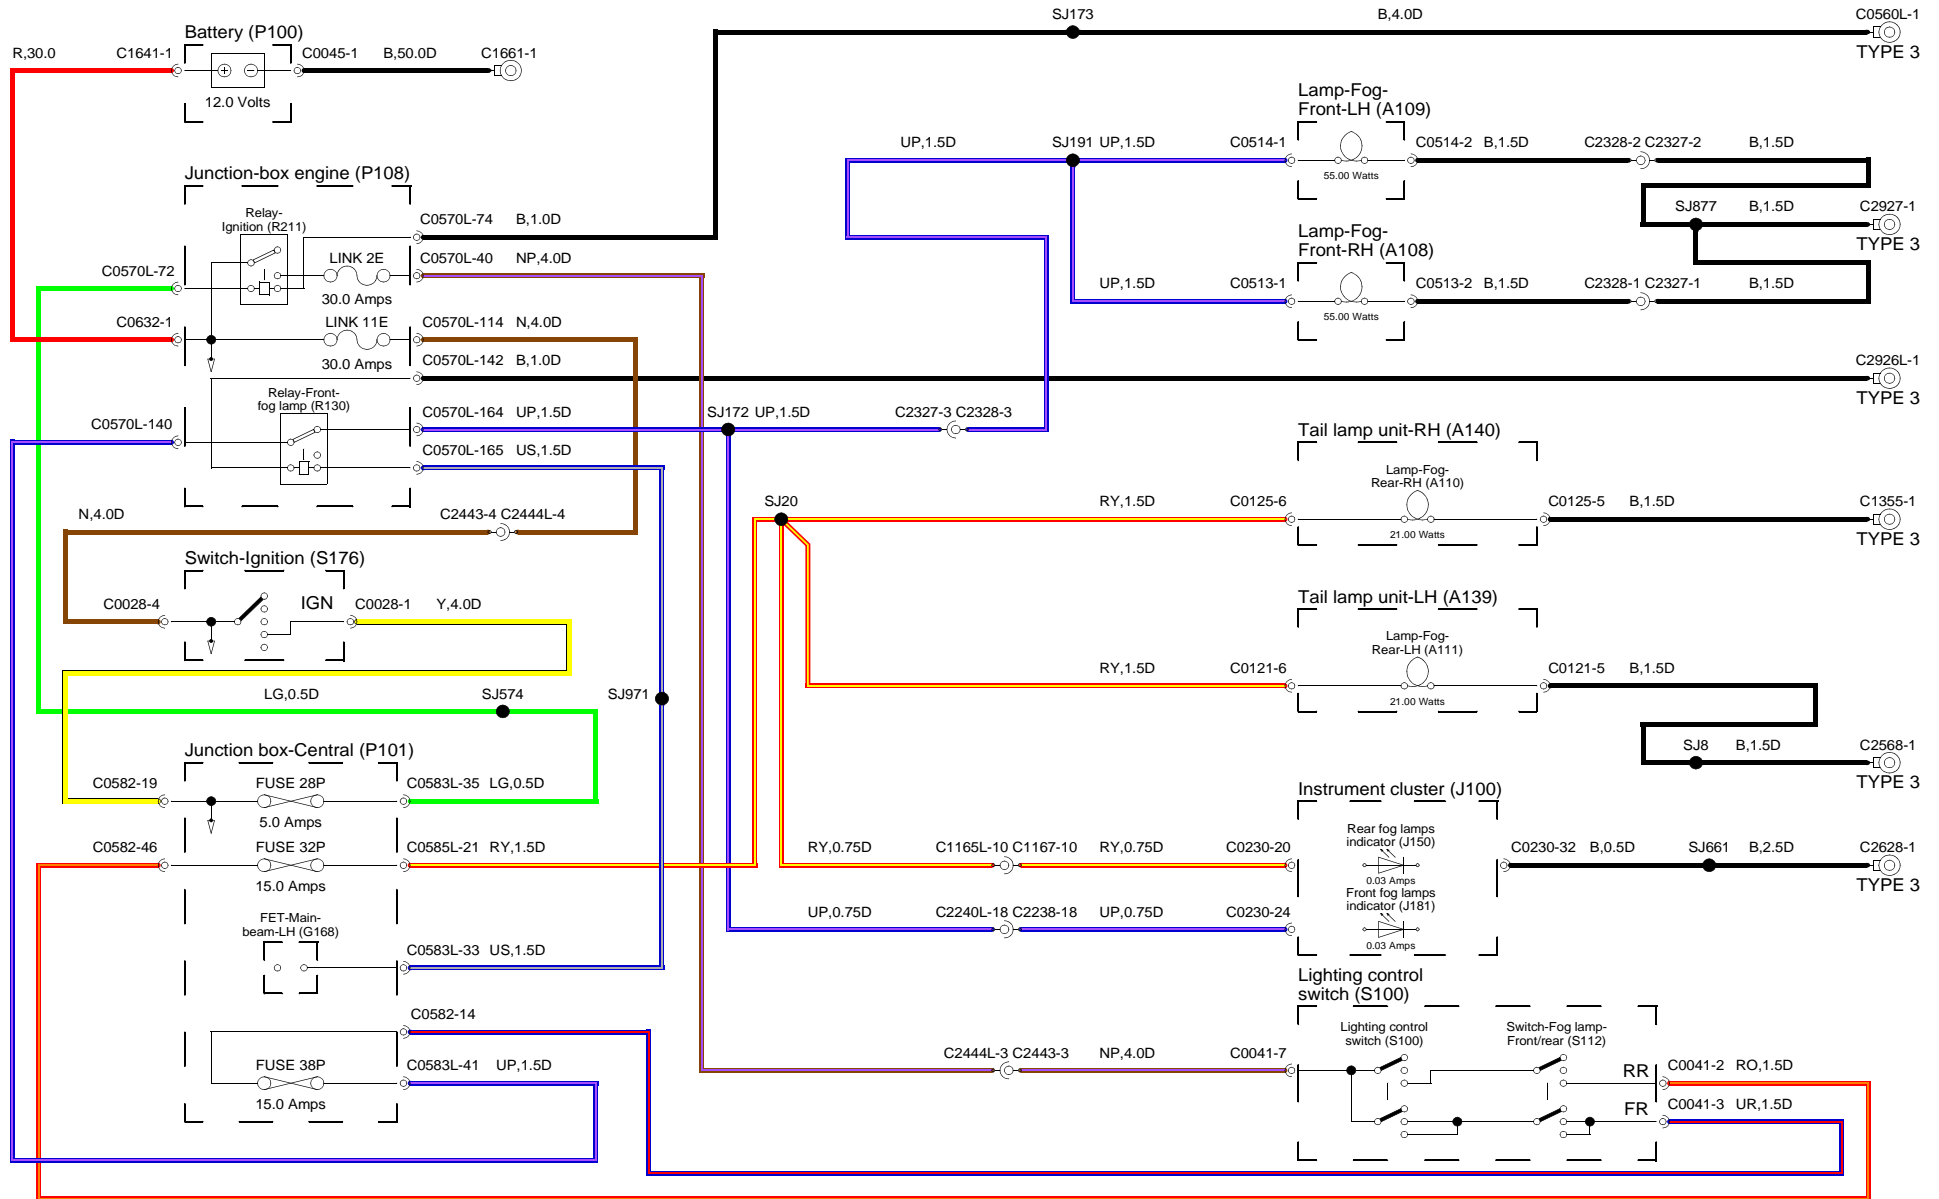 SJ173
B,4.0D
C0560L-1
TYPE 3
Battery (P100)
R,30.0
C1641-1
C0045-1
B,50.0D
C1661-1
12.0 Volts
Lamp-Fog-
Front-LH (A109)
UP,1.5D
SJ191
UP,1.5D
C0514-1
C0514-2
B,1.5D
C2328-2
C2327-2
B,1.5D
55.00 Watts
Junction-box engine (P108)
Relay-
Ignition (R211)
C0570L-74
B,1.0D
SJ877
B,1.5D
C2927-1
TYPE 3
Lamp-Fog-
Front-RH (A108)
LINK 2E
C0570L-40
NP,4.0D
C0570L-72
30.0 Amps
UP,1.5D
C0513-1
C0513-2
B,1.5D
C2328-1
C2327-1
B,1.5D
55.00 Watts
C0632-1
LINK 11E
C0570L-114
N,4.0D
30.0 Amps
C0570L-142
B,1.0D
C2926L-1
TYPE 3
Relay-Front-
fog lamp (R130)
C0570L-140
C0570L-164
UP,1.5D
SJ172
UP,1.5D
C2327-3
C2328-3
C0570L-165
US,1.5D
Tail lamp unit-RH (A140)
Lamp-Fog-
Rear-RH (A110)
SJ20
RY,1.5D
C0125-6
C0125-5
B,1.5D
C1355-1
TYPE 3
21.00 Watts
N,4.0D
C2443-4
C2444L-4
Switch-Ignition (S176)
IGN
C0028-4
C0028-1
Y,4.0D
Tail lamp unit-LH (A139)
Lamp-Fog-
Rear-LH (A111)
RY,1.5D
C0121-6
C0121-5
B,1.5D
21.00 Watts
LG,0.5D
SJ574
SJ971
SJ8
B,1.5D
C2568-1
TYPE 3
Junction box-Central (P101)
C0582-19
FUSE 28P
C0583L-35
LG,0.5D
5.0 Amps
Instrument cluster (J100)
Rear fog lamps
indicator (J150)
0.03 Amps
Front fog lamps
indicator (J181)
0.03 Amps
C0582-46
FUSE 32P
C0585L-21
RY,1.5D
15.0 Amps
RY,0.75D
C1165L-10
C1167-10
RY,0.75D
C0230-20
C0230-32
B,0.5D
SJ661
B,2.5D
C2628-1
TYPE 3
UP,0.75D
C2240L-18
C2238-18
UP,0.75D
C0230-24
FET-Main-
beam-LH (G168)
C0583L-33
US,1.5D
C0582-14
FUSE 38P
C0583L-41
UP,1.5D
15.0 Amps
Lighting control
switch (S100)
Lighting control
switch (S100)
Switch-Fog lamp-
Front/rear (S112)
C2444L-3
C2443-3
NP,4.0D
C0041-7
RR
C0041-2
RO,1.5D
FR
C0041-3
UR,1.5D